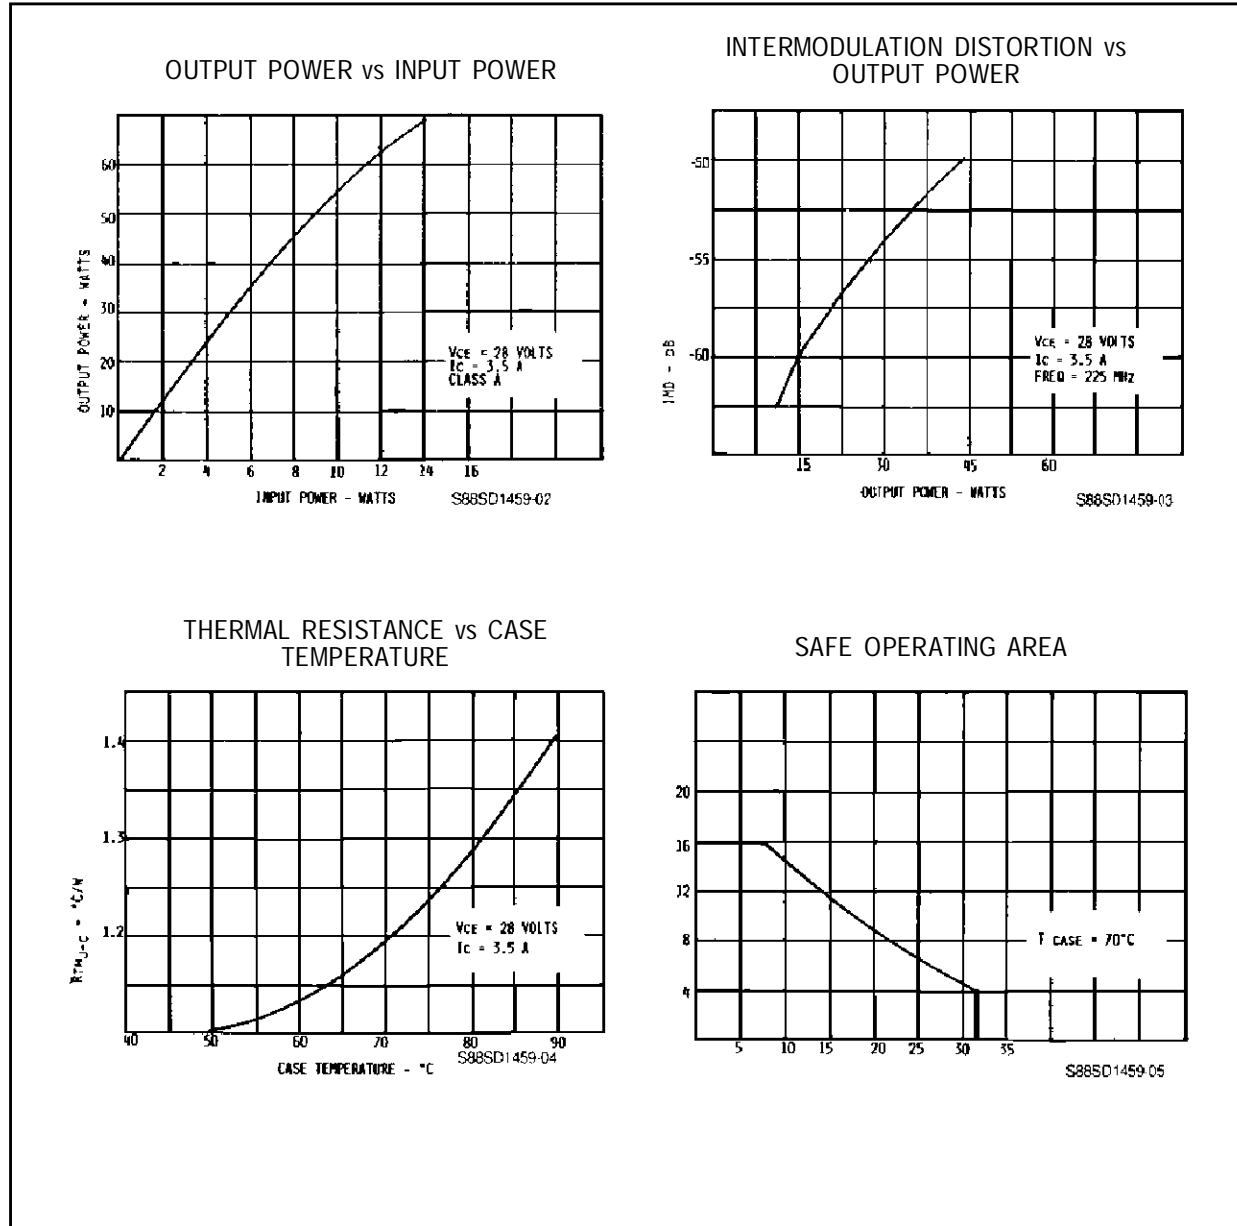 OUTPUT POWER vs INPUT POWER
OUTPUT POWER - WATTS
60
50
40
30
20
10
VCE = 28 VOLTS
IC = 3.5 A
CLASS A
2 4 6 8 10 12 14 16
INPUT POWER - WATTS
S88SD1459-02
INTERMODULATION DISTORTION vs
OUTPUT POWER
IMD - DB
-50
-55
-60
VCE = 28 VOLTS
IC = 3.5 A
FREQ = 225 MHz
15 30 45 60
OUTPUT POWER - WATTS
S88SD1459-03
THERMAL RESISTANCE vs CASE
TEMPERATURE
RTHJ-C - °C/W
1.4
1.3
1.2
VCE = 28 VOLTS
IC = 3.5 A
40 50 60 70 80 90
CASE TEMPERATURE - °C
S88SD1459-04
SAFE OPERATING AREA
20
16
12
8
4
T CASE = 70°C
5 10 15 20 25 30 35
S88SD1459-05